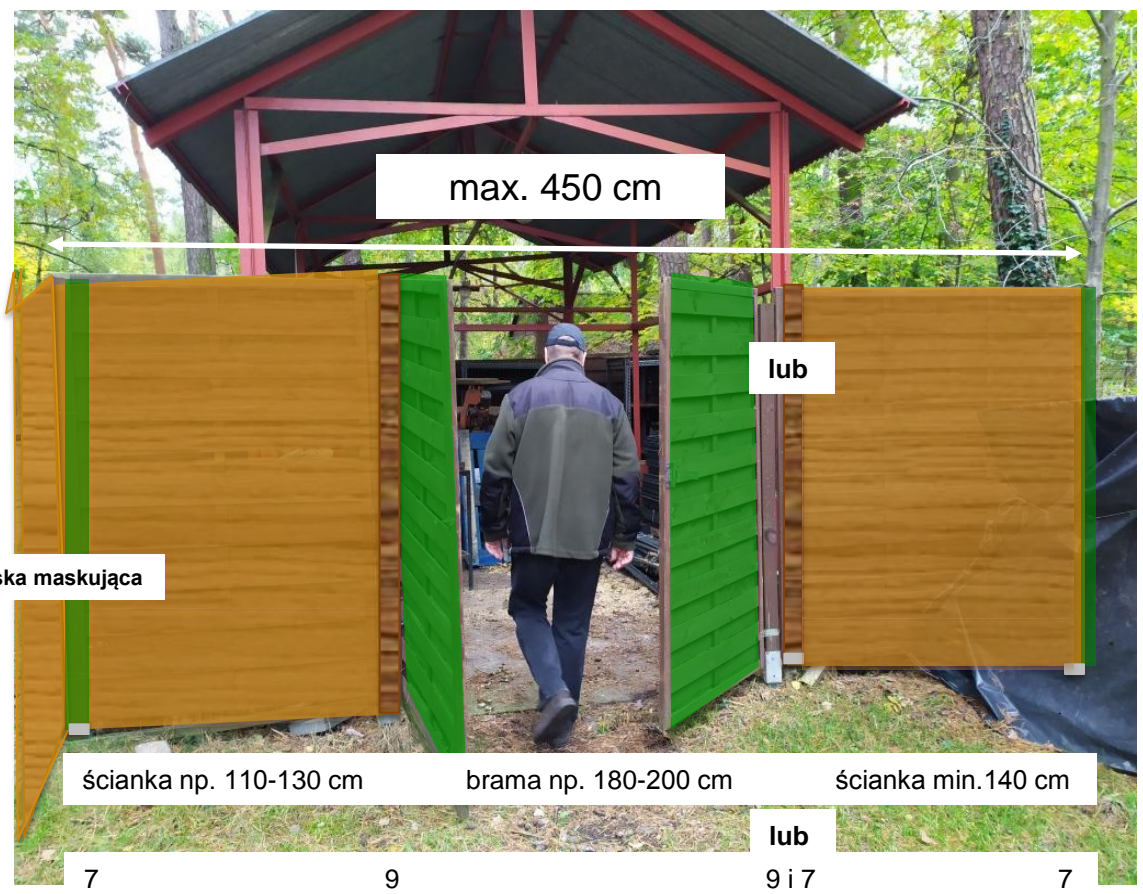 max. 450 cm
lub
ska maskująca
ścianka np. 110-130 cm brama np. 180-200 cm ścianka min.140 cm
lub
7 9 9 i 7 7